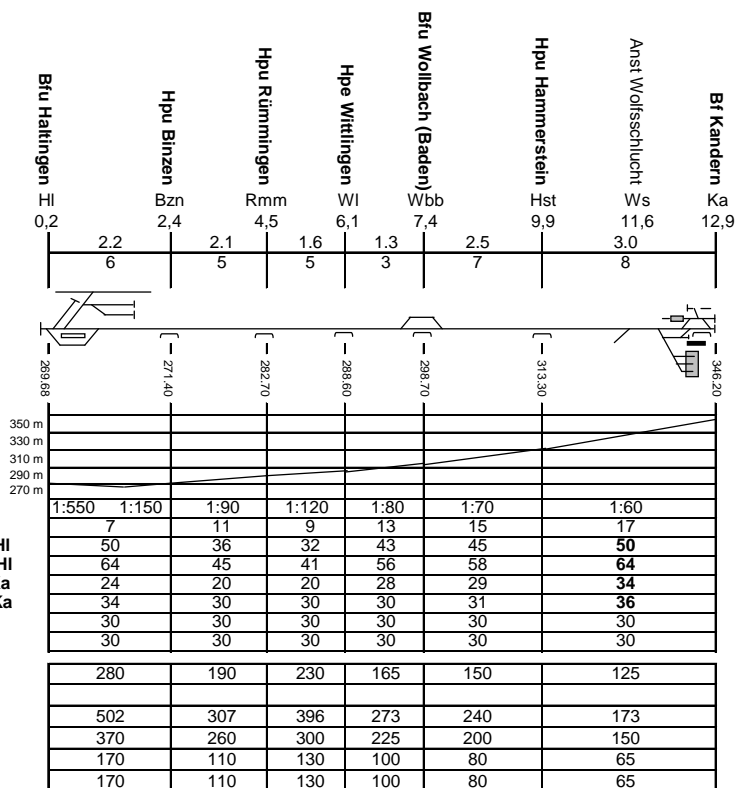 Bfu Haltingen
Hpu Binzen
Hpu Rümmingen
Hpe Wittlingen
Bfu Wollbach (Baden)
Hpu Hammerstein
Anst Wolfsschlucht
Bf Kandern
Hl Bzn Rmm Wl Wbb Hst Ws Ka
0,2 2,4 4,5 6,1 7,4 9,9 11,6 12,9
2.2 2.1 1.6 1.3 2.5 3.0
6 5 5 3 7 8
269.68 271.40 282.70 288.60 298.70 313.30 346.20
350 m
330 m
310 m
290 m
270 m
1:550 1:150 1:90 1:120 1:80 1:70 1:60
7 11 9 13 15 17
Hl 50 36 32 43 45 50
Hl 64 45 41 56 58 64
Ka 24 20 20 28 29 34
Ka 34 30 30 30 31 36
30 30 30 30 30 30
30 30 30 30 30 30
280 190 230 165 150 125
502 307 396 273 240 173
370 260 300 225 200 150
170 110 130 100 80 65
170 110 130 100 80 65